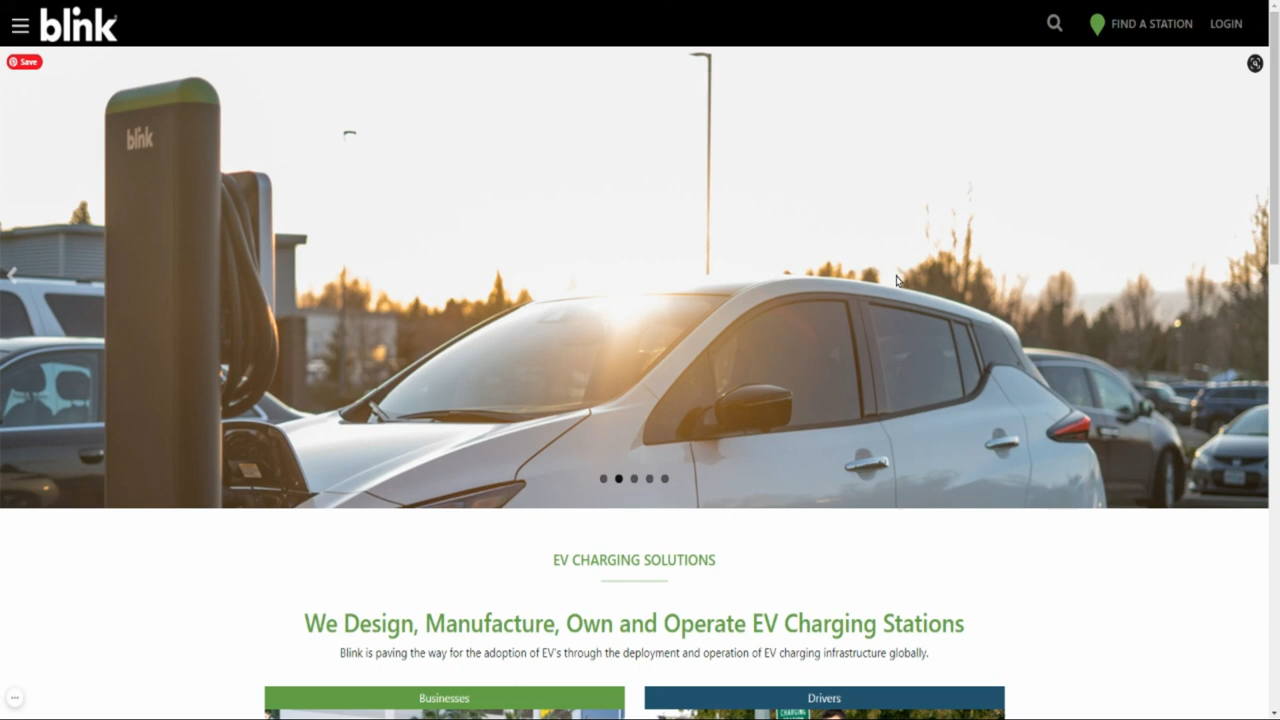 blink
FIND A STATION
LOGIN
Save
blink
EV CHARGING SOLUTIONS
We Design, Manufacture, Own and Operate EV Charging Stations
Blink is paving the way for the adoption of EV's through the deployment and operation of EV charging infrastructure globally.
Businesses
Drivers
CHARGING